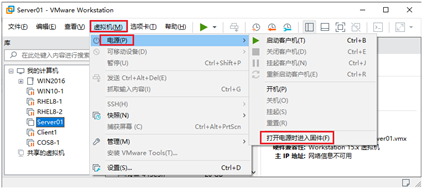 Server01 - VMware Workstation
文件(F) 编辑(E) 查看(V) 虚拟机(M) 选项卡(T) 帮助(H)
库
在此处键入内容
我的计算机
WIN2016
WIN10-1
RHEL8-1
RHEL8-2
Server01
Client1
COS8-1
共享的虚拟机
电源(P)
可移动设备(D)
暂停(U) Ctrl+Shift+P
发送 Ctrl+Alt+Del(E)
抓取输入内容(I) Ctrl+G
SSH(H)
快照(N)
捕获屏幕(C) Ctrl+Alt+PrtScn
管理(M)
安装 VMware Tools(T)...
设置(S)... Ctrl+D
启动客户机(T) Ctrl+B
关闭客户机(D) Ctrl+E
挂起客户机(N) Ctrl+J
重新启动客户机(E) Ctrl+R
开机(P)
关机(O)
挂起(S)
重置(R)
打开电源时进入固件(F)
Server01.vmx
硬件兼容性: Workstation 15.x 虚拟机
主 IP 地址: 网络信息不可用